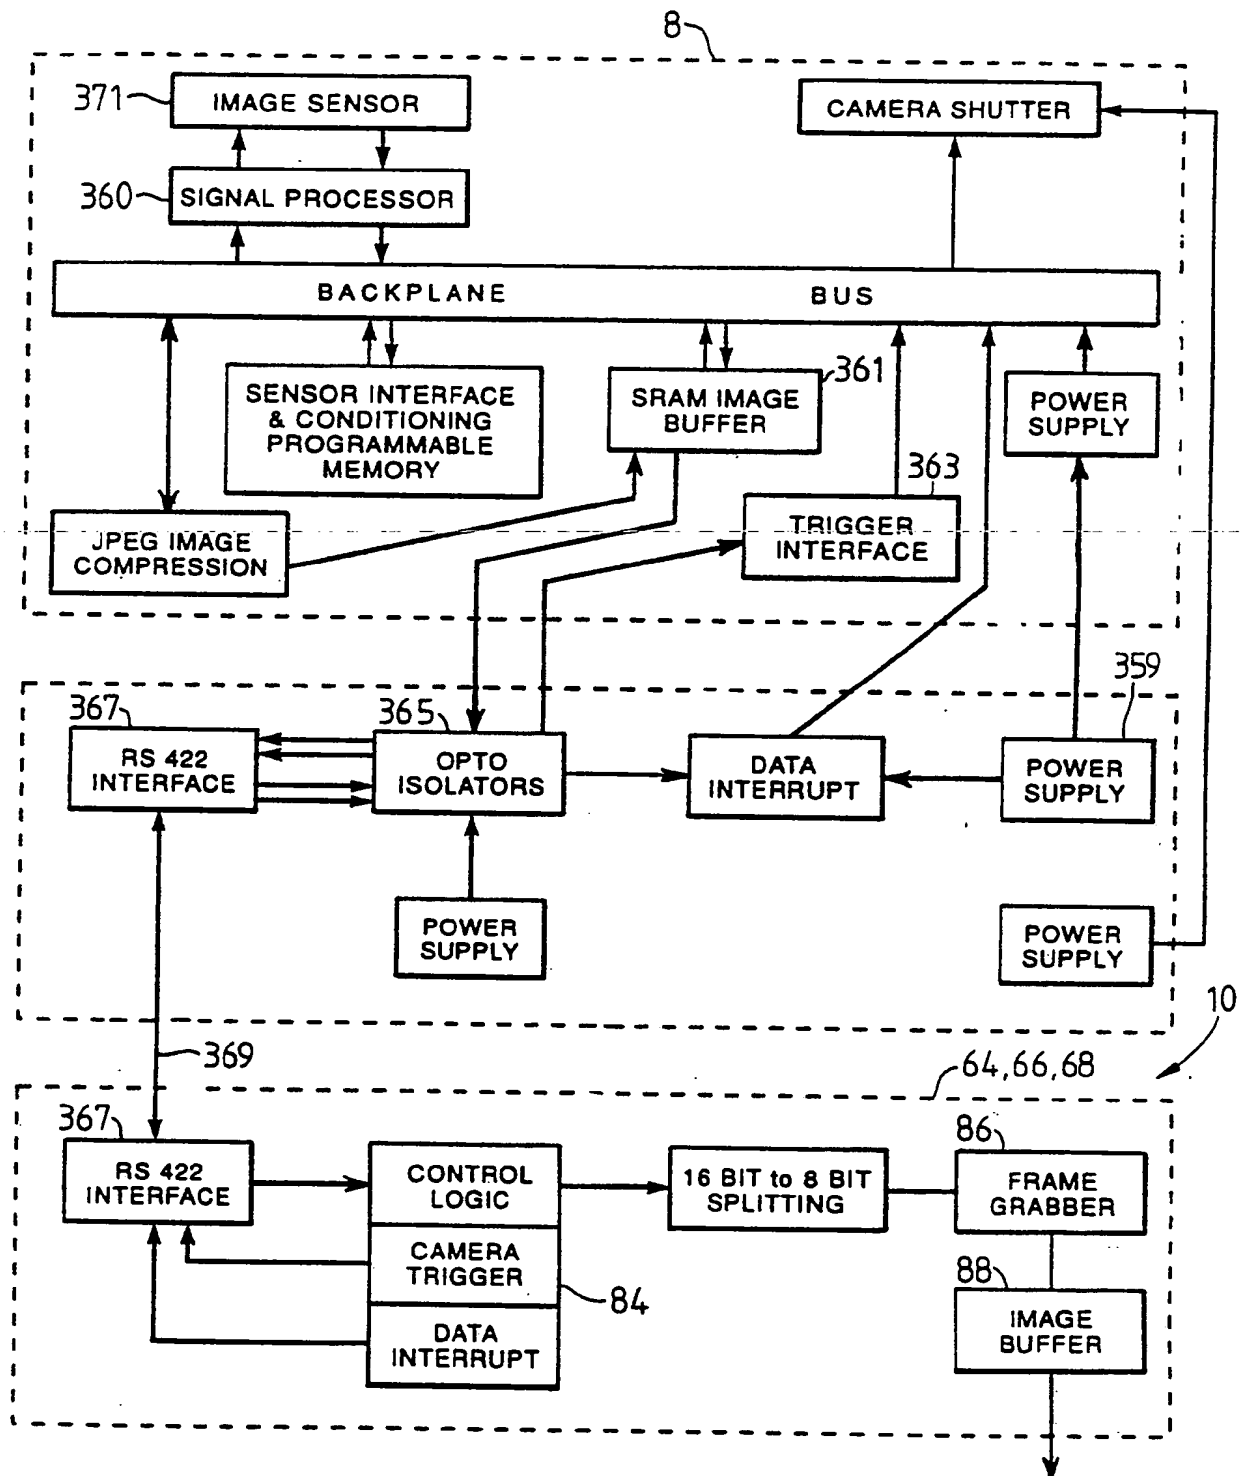 8
371
IMAGE SENSOR
CAMERA SHUTTER
360
SIGNAL PROCESSOR
BACKPLANE BUS
361
SENSOR INTERFACE
& CONDITIONING
PROGRAMMABLE
MEMORY
SRAM IMAGE
BUFFER
POWER
SUPPLY
363
JPEG IMAGE
COMPRESSION
TRIGGER
INTERFACE
367
365
359
RS 422
INTERFACE
OPTO
ISOLATORS
DATA
INTERRUPT
POWER
SUPPLY
POWER
SUPPLY
POWER
SUPPLY
10
369
64,66,68
367
86
RS 422
INTERFACE
CONTROL
LOGIC
16 BIT to 8 BIT
SPLITTING
FRAME
GRABBER
CAMERA
TRIGGER
84
88
DATA
INTERRUPT
IMAGE
BUFFER